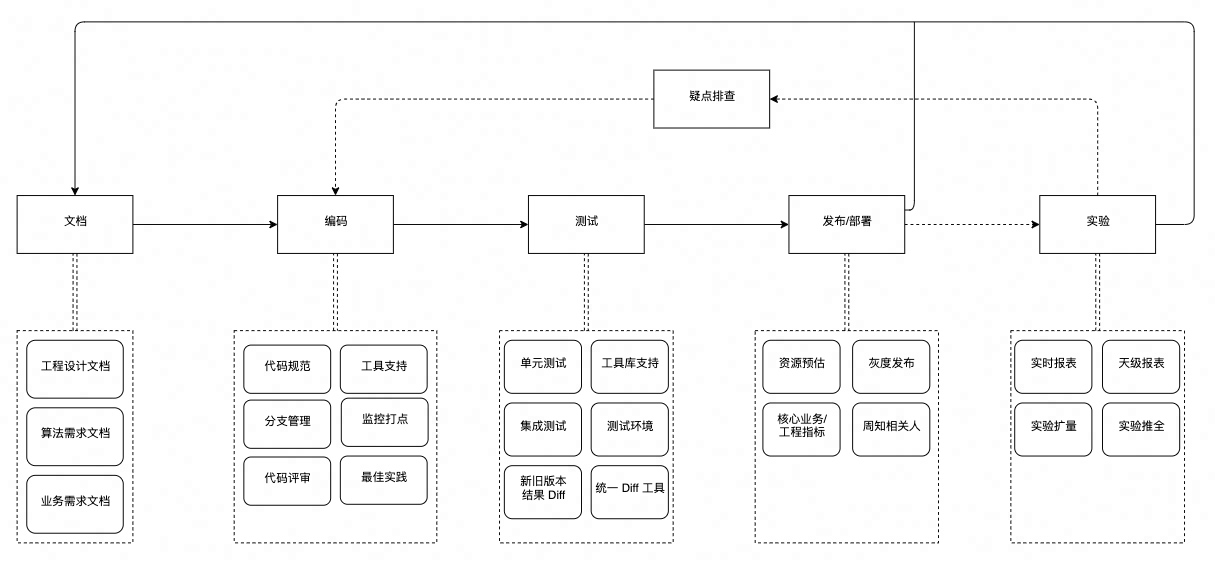 疑点排查
文档
编码
测试
发布/部署
实验
工程设计文档
算法需求文档
业务需求文档
代码规范
工具支持
分支管理
监控打点
代码评审
最佳实践
单元测试
工具库支持
集成测试
测试环境
新旧版本
结果 Diff
统一 Diff 工具
资源预估
灰度发布
核心业务/
工程指标
周知相关人
实时报表
天级报表
实验扩量
实验推全